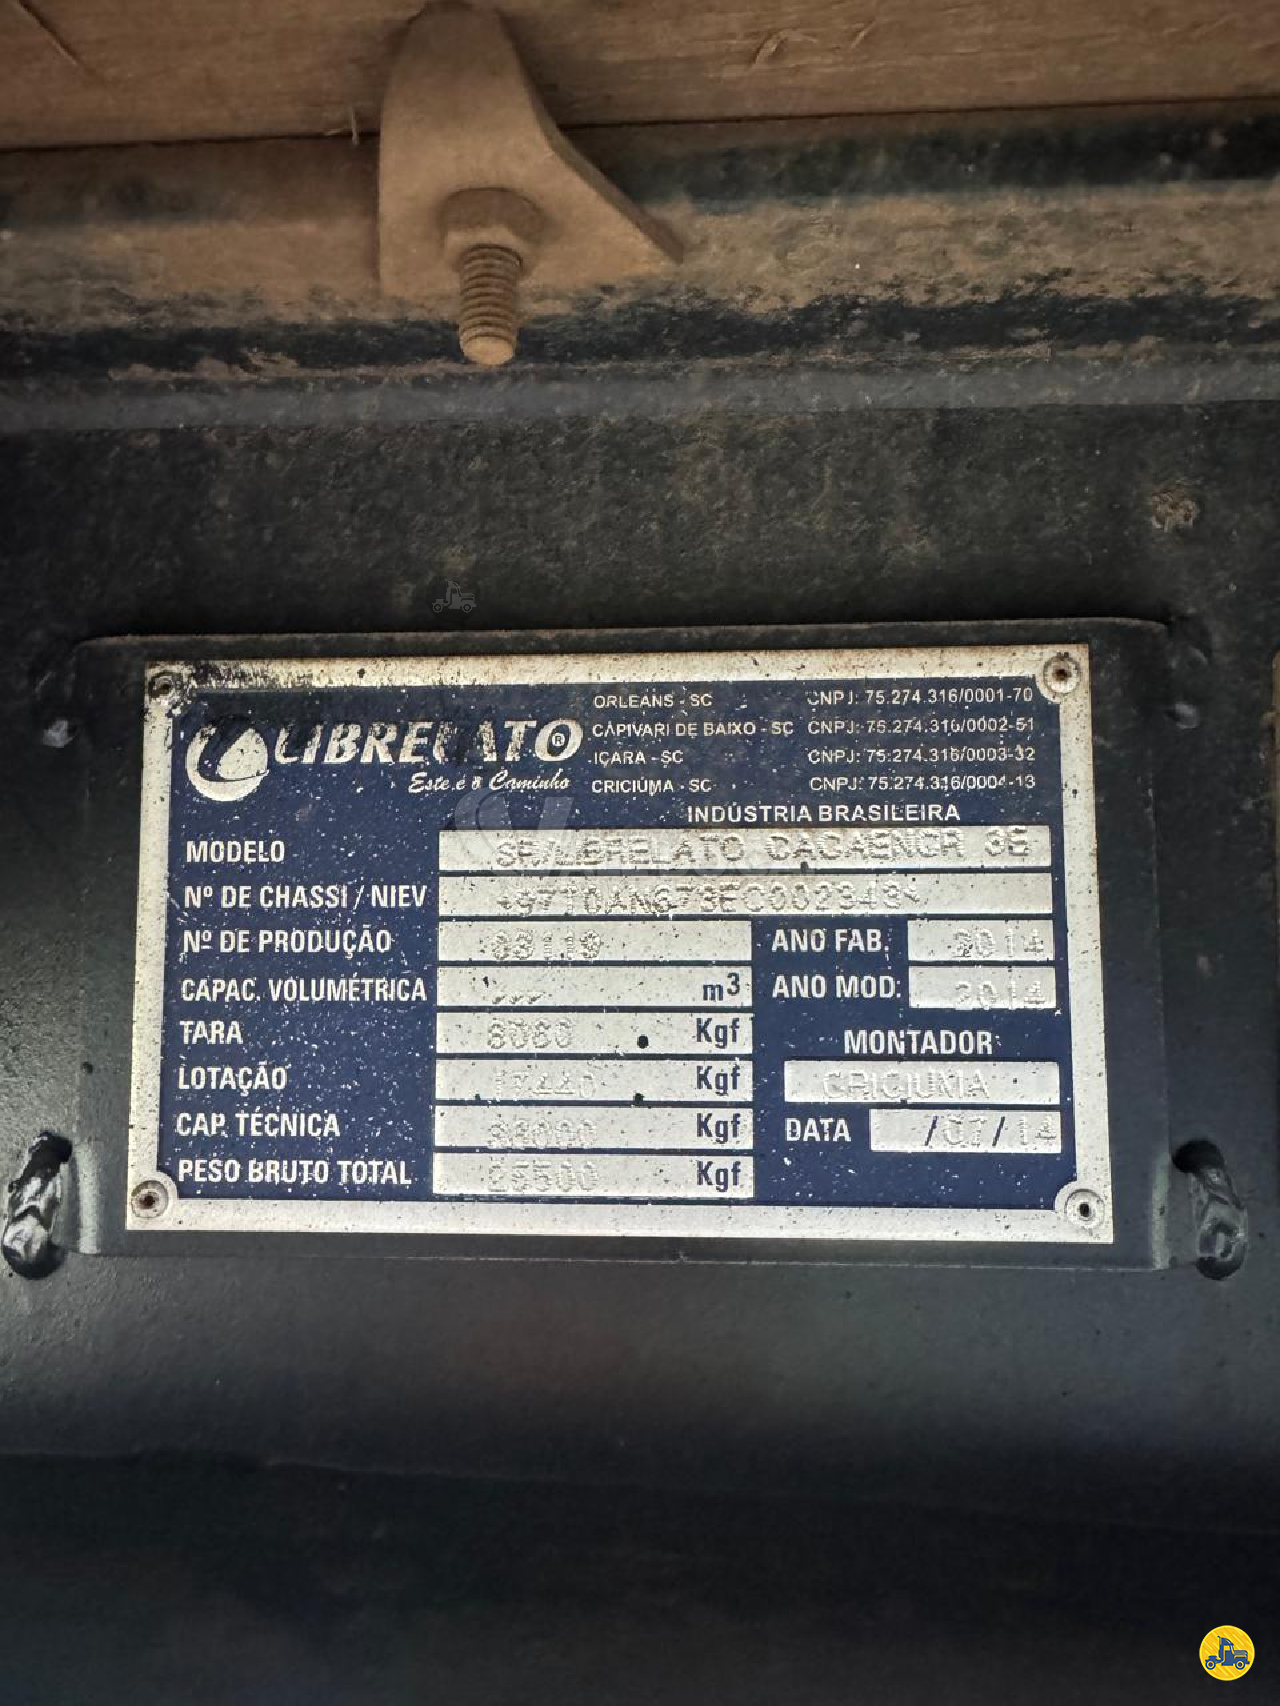 LIBRELATO®
Este é o Caminho
ORLEANS - SC CNPJ: 75.274.316/0001-70
CAPIVARI DE BAIXO - SC CNPJ: 75.274.316/0002-51
IÇARA - SC CNPJ: 75.274.316/0003-32
CRICIÚMA - SC CNPJ: 75.274.316/0004-13
INDÚSTRIA BRASILEIRA
MODELO SR/LIBRELATO CACAENCR 3E
Nº DE CHASSI / NIEV
Nº DE PRODUÇÃO ANO FAB. 2014
CAPAC. VOLUMÉTRICA ,,, m³ ANO MOD. 2014
TARA Kgf
MONTADOR
LOTAÇÃO 17440 Kgf CRICIUMA
CAP. TÉCNICA Kgf DATA /07/14
PESO BRUTO TOTAL 25500 Kgf